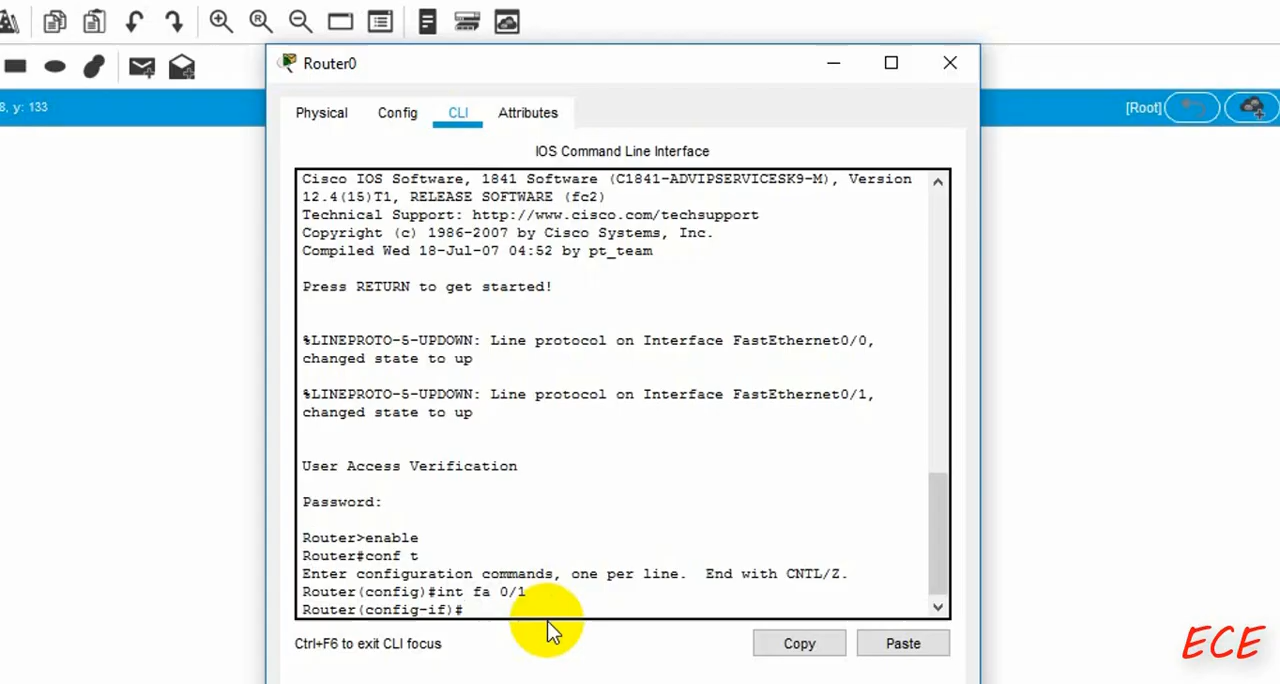 Router0
8, y: 133
[Root]
Physical Config CLI Attributes
IOS Command Line Interface
Cisco IOS Software, 1841 Software (C1841-ADVIPSERVICESK9-M), Version
12.4(15)T1, RELEASE SOFTWARE (fc2)
Technical Support: http://www.cisco.com/techsupport
Copyright (c) 1986-2007 by Cisco Systems, Inc.
Compiled Wed 18-Jul-07 04:52 by pt_team
Press RETURN to get started!
%LINEPROTO-5-UPDOWN: Line protocol on Interface FastEthernet0/0,
changed state to up
%LINEPROTO-5-UPDOWN: Line protocol on Interface FastEthernet0/1,
changed state to up
User Access Verification
Password:
Router>enable
Router#conf t
Enter configuration commands, one per line.  End with CNTL/Z.
Router(config)#int fa 0/1
Router(config-if)#
Ctrl+F6 to exit CLI focus
Copy Paste
ECE